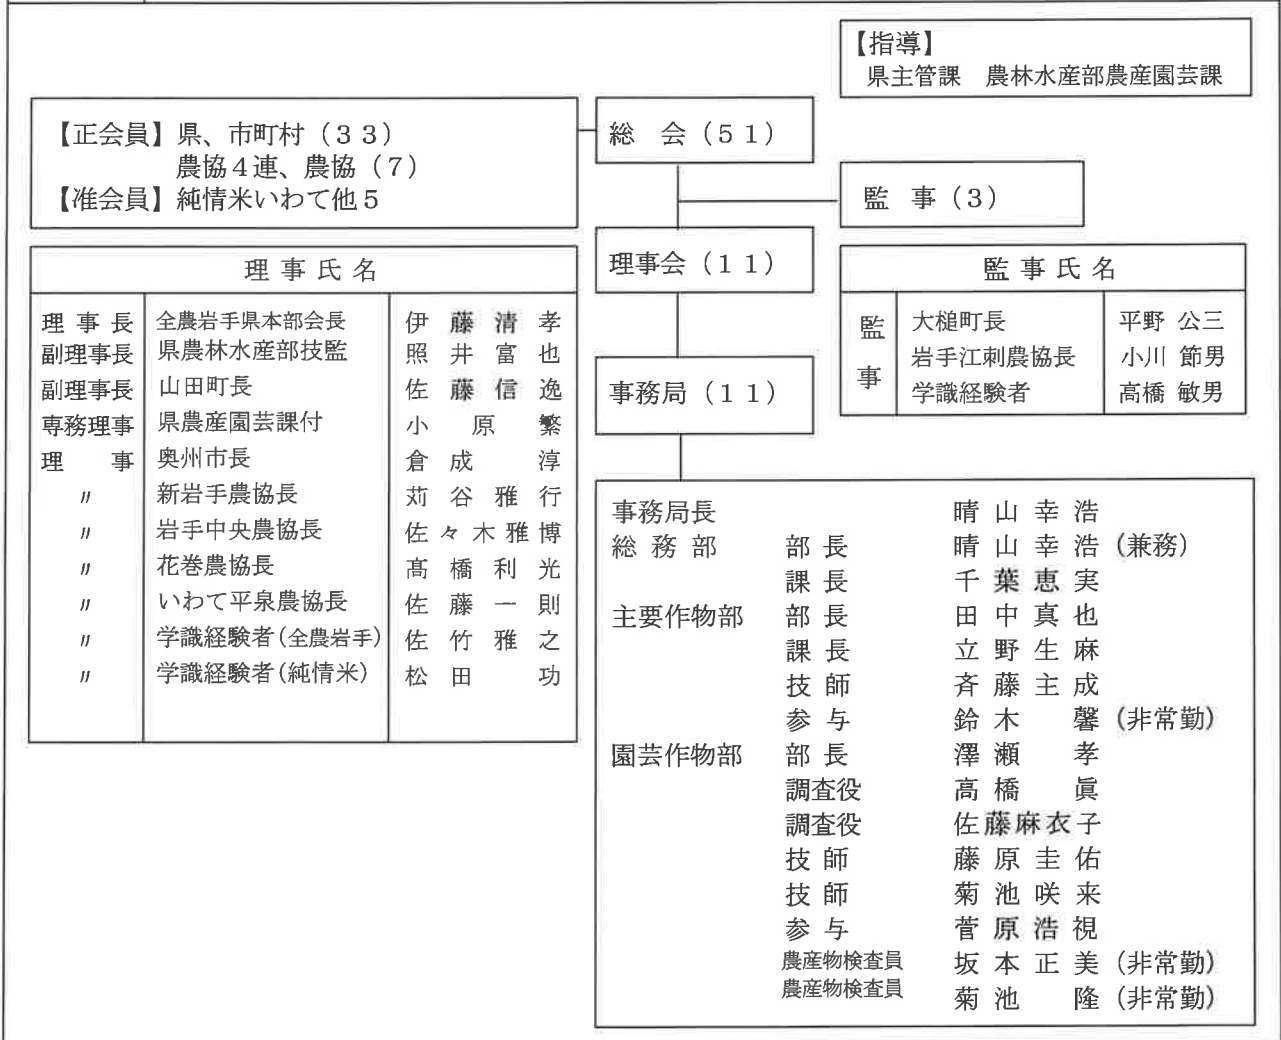 【指導】
県主管課　農林水産部農産園芸課
【正会員】県、市町村（３３）
農協４連、農協（７）
【准会員】純情米いわて他５
総　会（５１）
監　事（３）
理事会（１１）
事務局（１１）
理事氏名
理事長　全農岩手県本部会長　伊藤清孝
副理事長　県農林水産部技監　照井富也
副理事長　山田町長　佐藤信逸
専務理事　県農産園芸課付　小原　繁
理　事　奥州市長　倉成　淳
〃　新岩手農協長　苅谷雅行
〃　岩手中央農協長　佐々木雅博
〃　花巻農協長　髙橋利光
〃　いわて平泉農協長　佐藤一則
〃　学識経験者(全農岩手)　佐竹雅之
〃　学識経験者(純情米)　松田　功
監事氏名
監事　大槌町長　平野 公三
岩手江刺農協長　小川 節男
学識経験者　高橋 敏男
事務局長　晴山幸浩
総務部　部長　晴山幸浩（兼務）
課長　千葉恵実
主要作物部　部長　田中真也
課長　立野生麻
技師　斉藤主成
参与　鈴木　馨（非常勤）
園芸作物部　部長　澤瀬　孝
調査役　高橋　眞
調査役　佐藤麻衣子
技師　藤原圭佑
技師　菊池咲来
参与　菅原浩視
農産物検査員　坂本正美（非常勤）
農産物検査員　菊池　隆（非常勤）